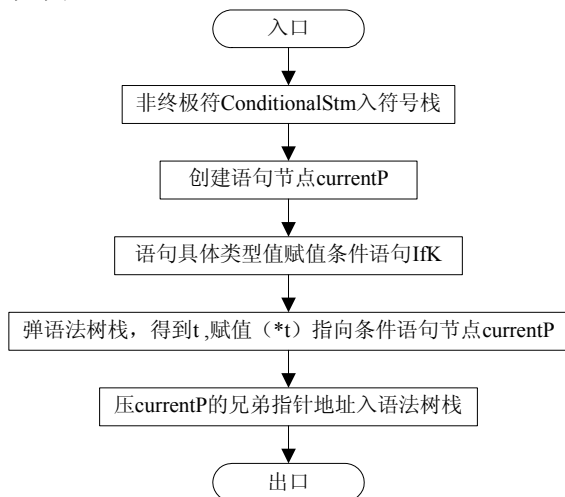 入口
非终极符ConditionalStm入符号栈
创建语句节点currentP
语句具体类型值赋值条件语句IfK
弹语法树栈，得到t ,赋值（*t）指向条件语句节点currentP
压currentP的兄弟指针地址入语法树栈
出口